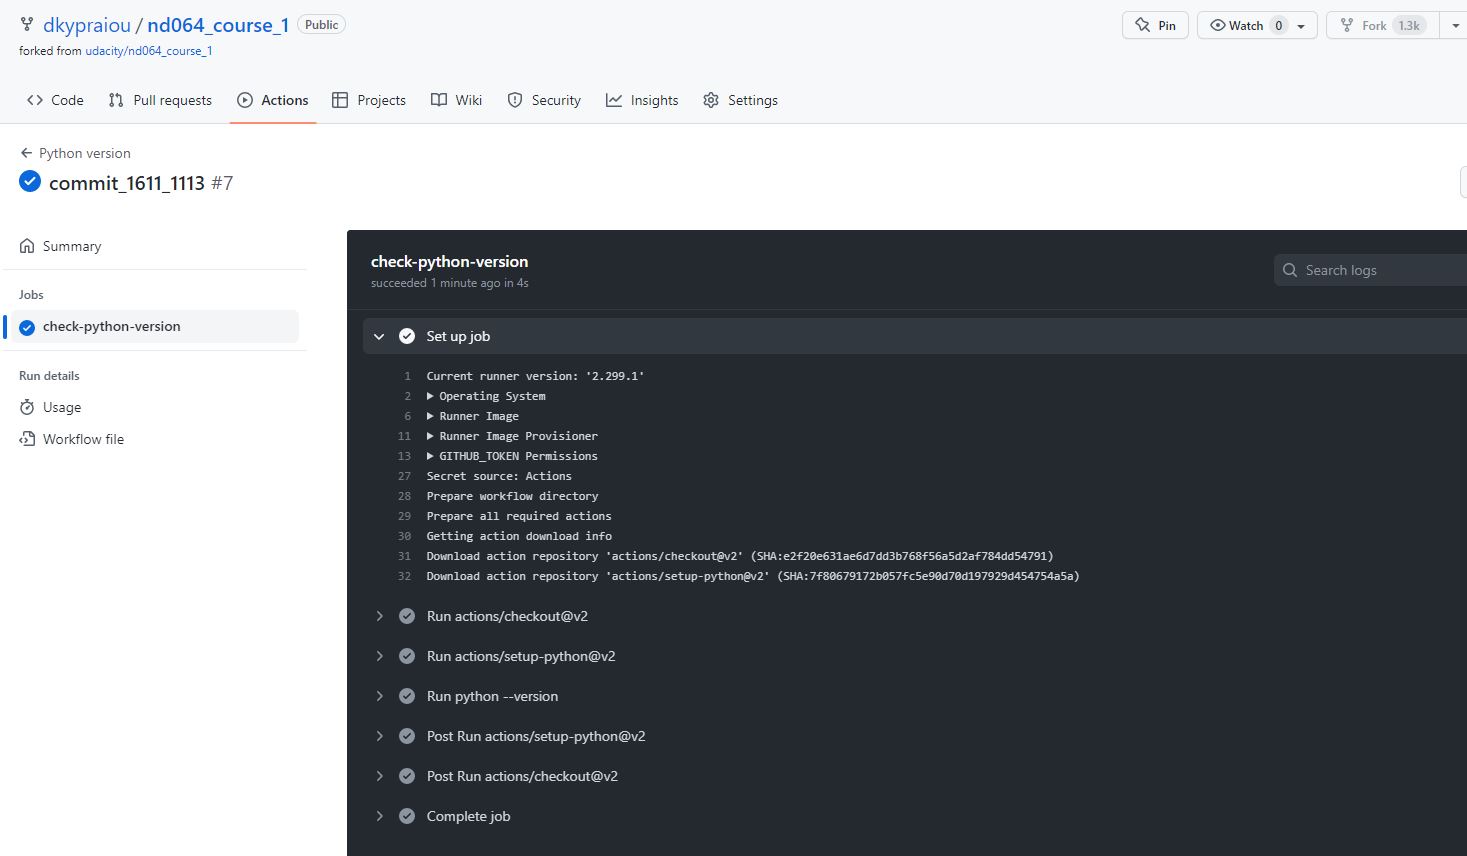 dkypraiou / nd064_course_1 Public
Pin Watch 0 Fork 1.3k
forked from udacity/nd064_course_1
Code Pull requests Actions Projects Wiki Security Insights Settings
Python version
commit_1611_1113 #7
Summary
Jobs
check-python-version
Run details
Usage
Workflow file
check-python-version
succeeded 1 minute ago in 4s
Search logs
Set up job
1 Current runner version: '2.299.1'
2 Operating System
6 Runner Image
11 Runner Image Provisioner
13 GITHUB_TOKEN Permissions
27 Secret source: Actions
28 Prepare workflow directory
29 Prepare all required actions
30 Getting action download info
31 Download action repository 'actions/checkout@v2' (SHA:e2f20e631ae6d7dd3b768f56a5d2af784dd54791)
32 Download action repository 'actions/setup-python@v2' (SHA:7f80679172b057fc5e90d70d197929d454754a5a)
Run actions/checkout@v2
Run actions/setup-python@v2
Run python --version
Post Run actions/setup-python@v2
Post Run actions/checkout@v2
Complete job